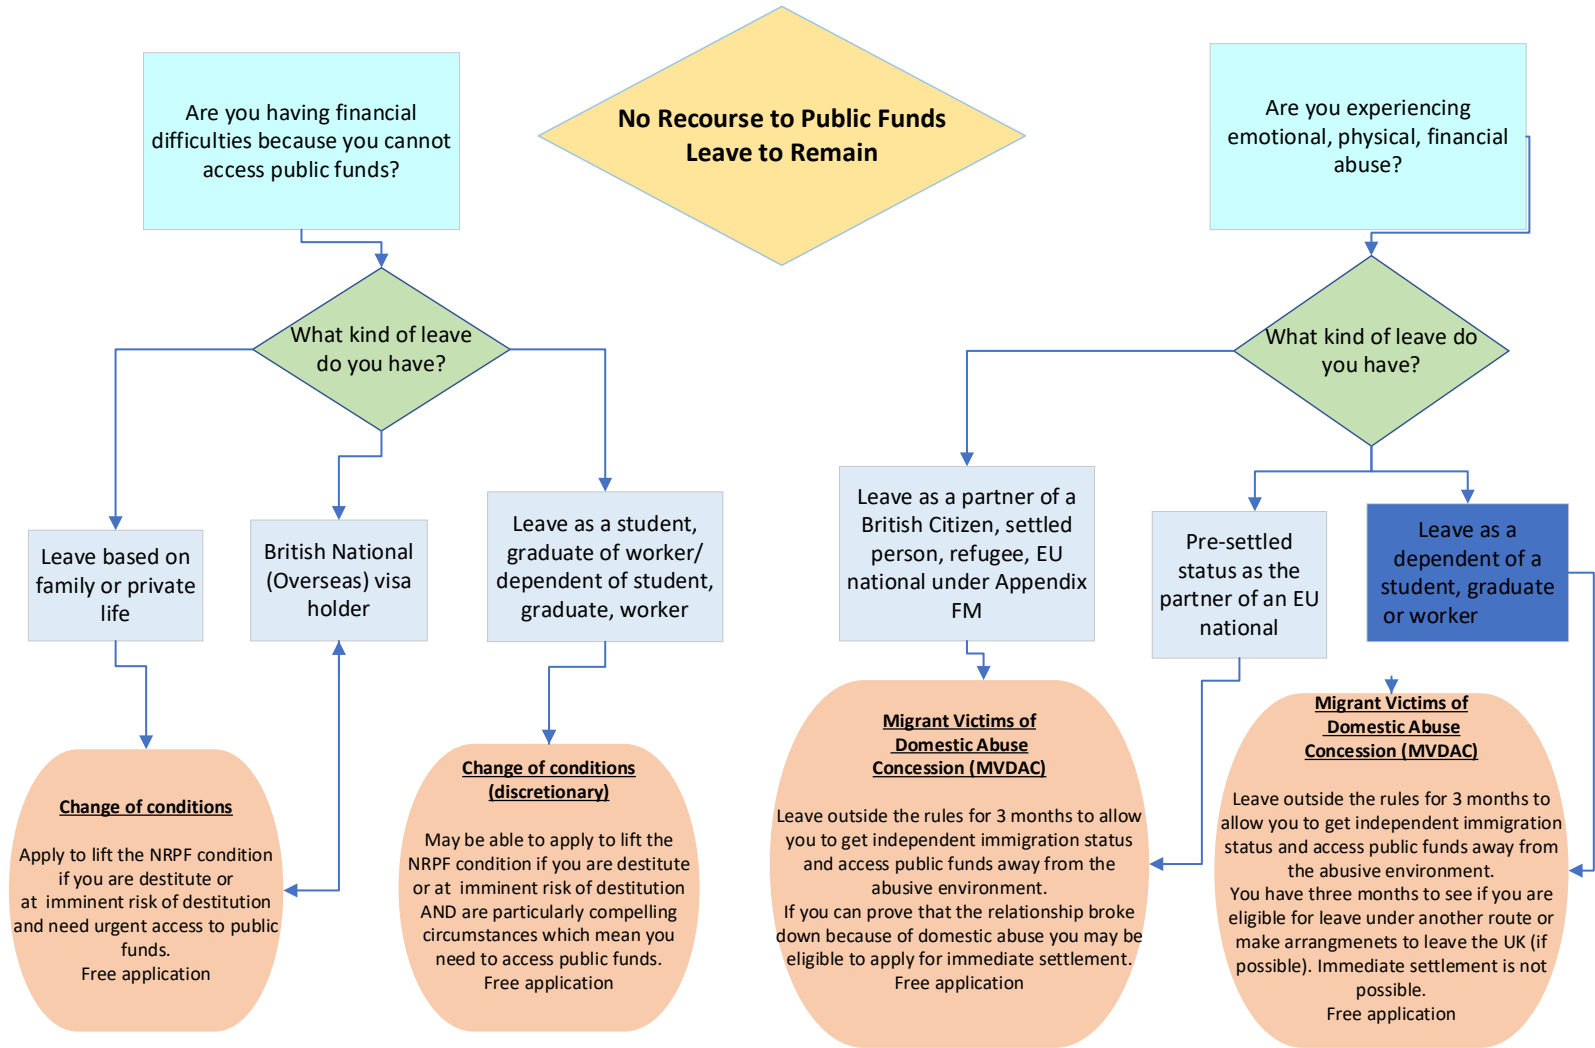 Are you having financial
difficulties because you cannot
access public funds?
No Recourse to Public Funds
Leave to Remain
Are you experiencing
emotional, physical, financial
abuse?
What kind of leave
do you have?
What kind of leave do
you have?
Leave based on
family or private
life
British National
(Overseas) visa
holder
Leave as a student,
graduate of worker/
dependent of student,
graduate, worker
Leave as a partner of a
British Citizen, settled
person, refugee, EU
national under Appendix
FM
Pre-settled
status as the
partner of an EU
national
Leave as a
dependent of a
student, graduate
or worker
Change of conditions
Apply to lift the NRPF condition
if you are destitute or
at imminent risk of destitution
and need urgent access to public
funds.
Free application
Change of conditions
(discretionary)
May be able to apply to lift the
NRPF condition if you are destitute
or at imminent risk of destitution
AND are particularly compelling
circumstances which mean you
need to access public funds.
Free application
Migrant Victims of
Domestic Abuse
Concession (MVDAC)
Leave outside the rules for 3 months to allow
you to get independent immigration status
and access public funds away from the
abusive environment.
If you can prove that the relationship broke
down because of domestic abuse you may be
eligible to apply for immediate settlement.
Free application
Migrant Victims of
Domestic Abuse
Concession (MVDAC)
Leave outside the rules for 3 months to
allow you to get independent immigration
status and access public funds away from
the abusive environment.
You have three months to see if you are
eligible for leave under another route or
make arrangmenets to leave the UK (if
possible). Immediate settlement is not
possible.
Free application